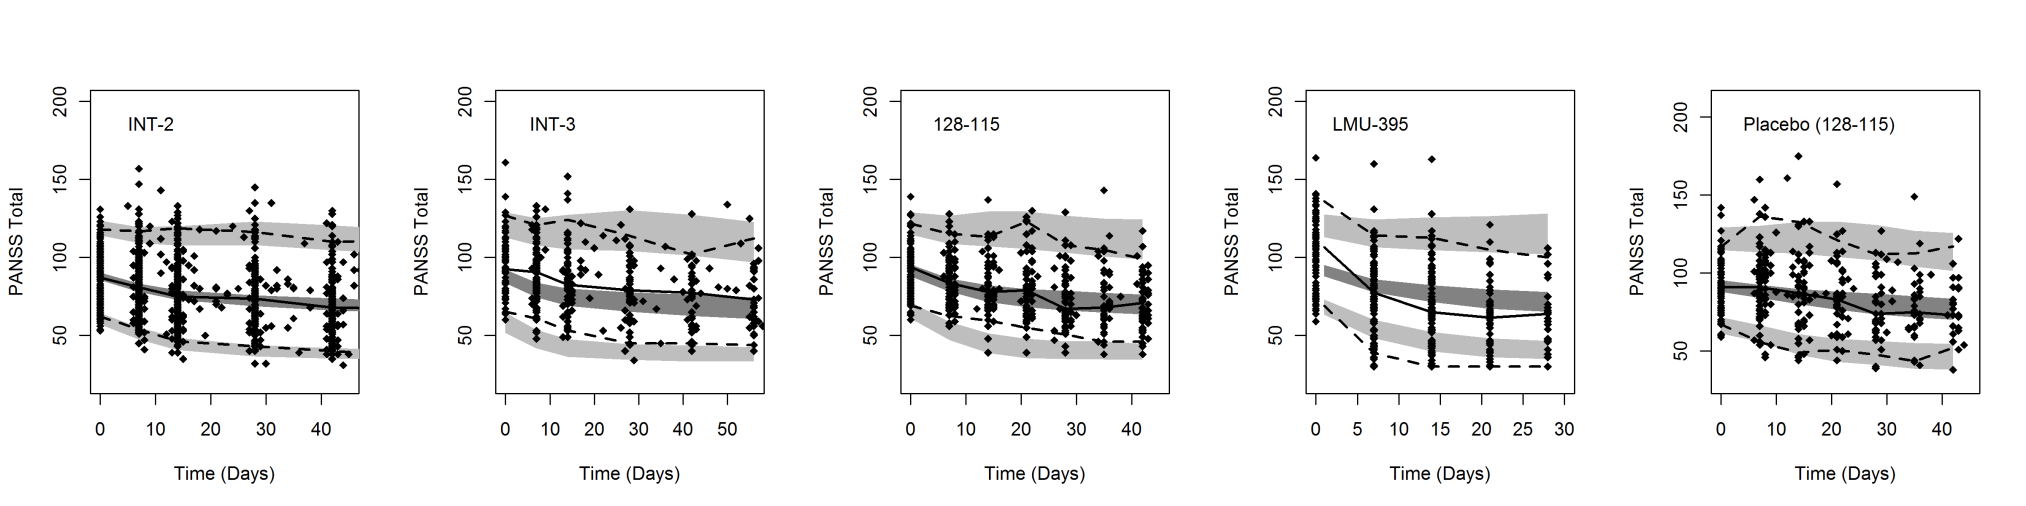 PANSS Total
200
150
100
50
INT-2
0 10 20 30 40
Time (Days)
PANSS Total
200
150
100
50
INT-3
0 10 20 30 40 50
Time (Days)
PANSS Total
200
150
100
50
128-115
0 10 20 30 40
Time (Days)
PANSS Total
200
150
100
50
LMU-395
0 5 10 15 20 25 30
Time (Days)
PANSS Total
200
150
100
50
Placebo (128-115)
0 10 20 30 40
Time (Days)